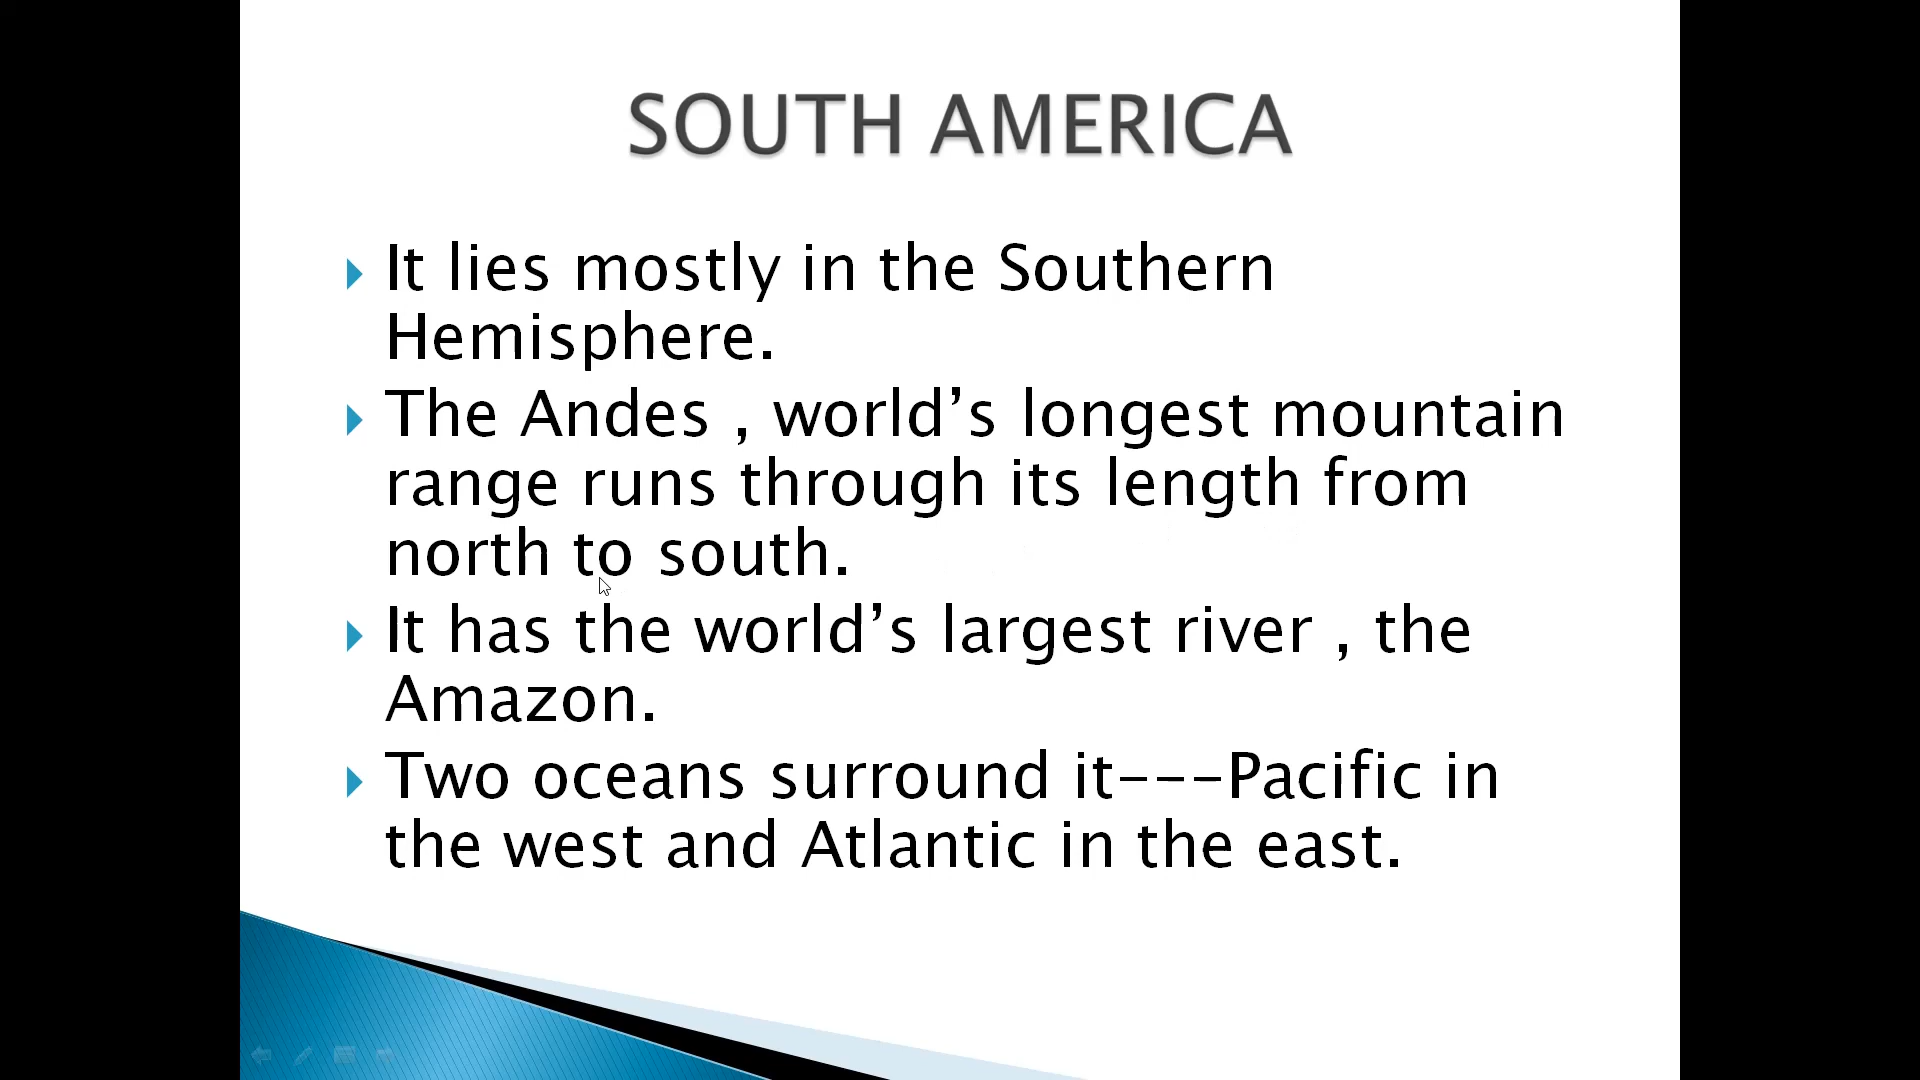 SOUTH AMERICA
It lies mostly in the Southern
Hemisphere.
The Andes , world’s longest mountain
range runs through its length from
north to south.
It has the world’s largest river , the
Amazon.
Two oceans surround it---Pacific in
the west and Atlantic in the east.